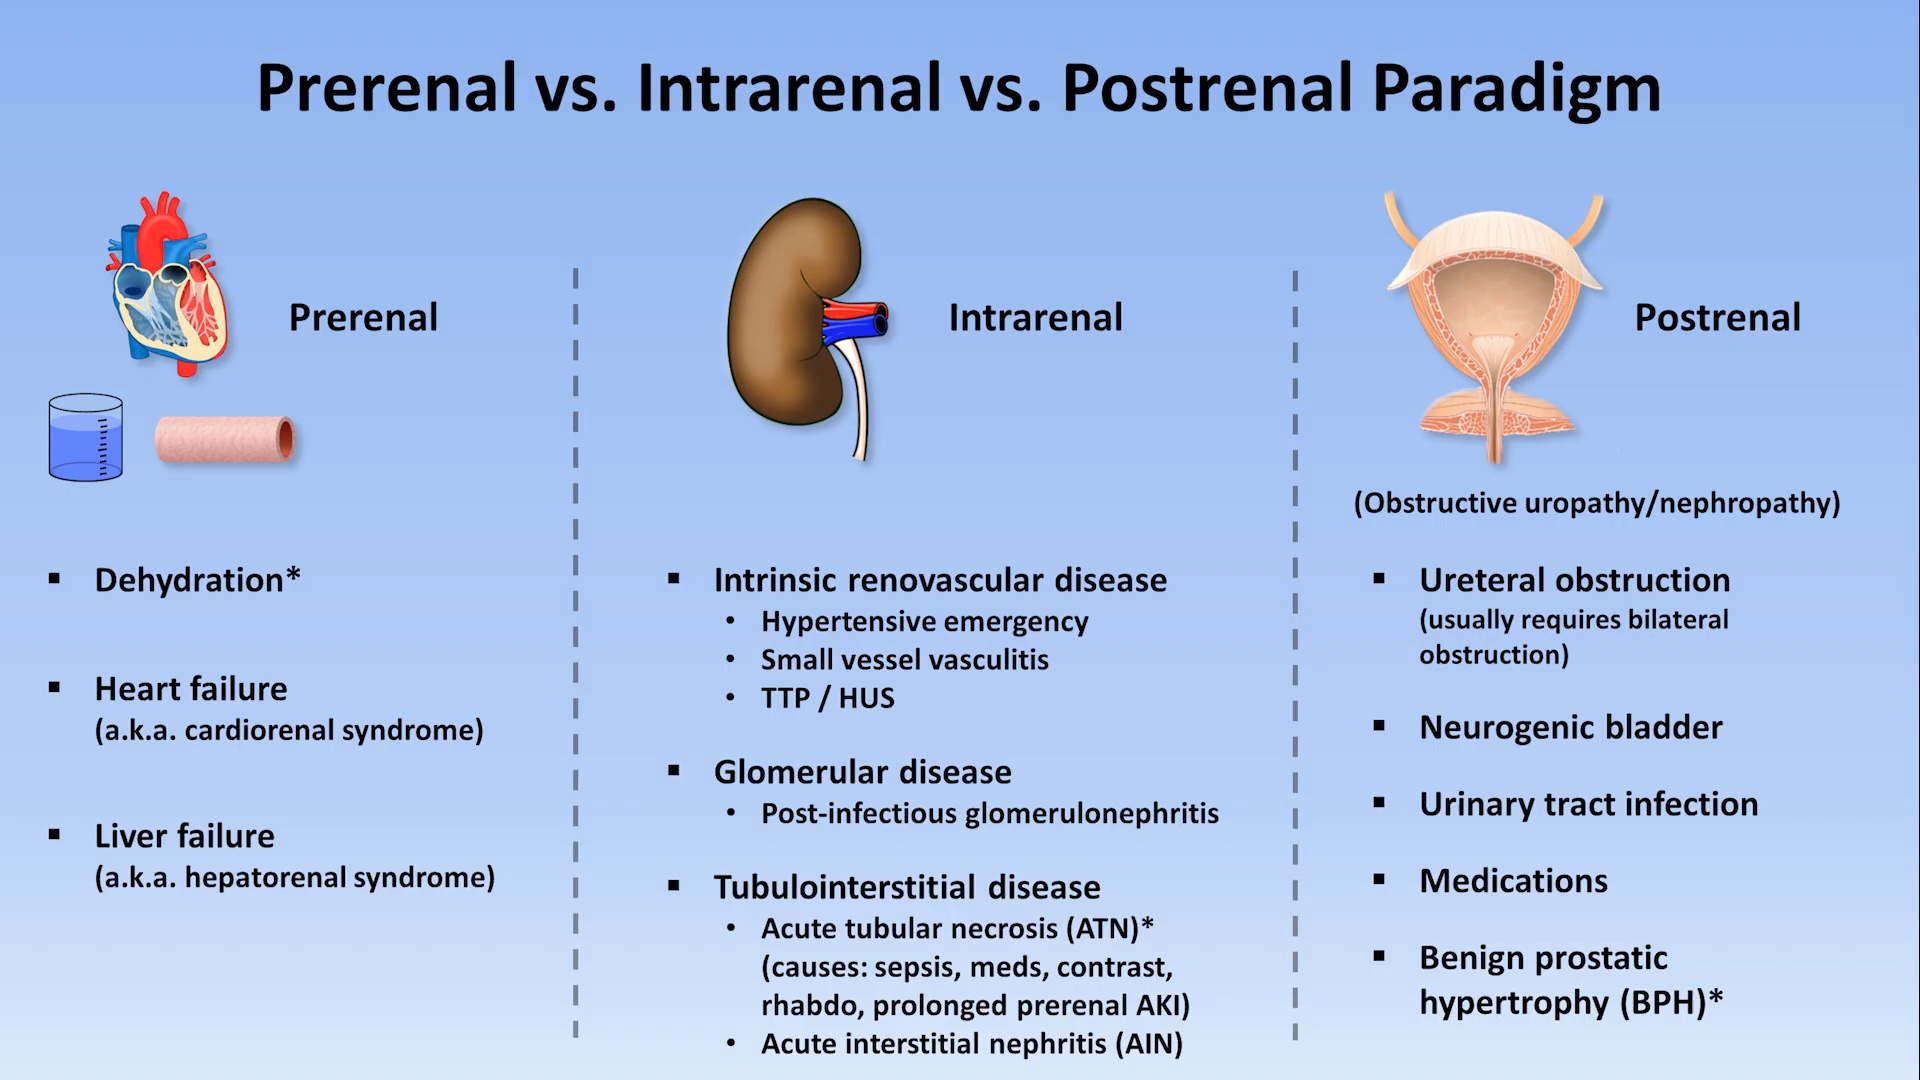 Prerenal vs. Intrarenal vs. Postrenal Paradigm
Prerenal
▪ Dehydration*
▪ Heart failure
(a.k.a. cardiorenal syndrome)
▪ Liver failure
(a.k.a. hepatorenal syndrome)
Intrarenal
▪ Intrinsic renovascular disease
• Hypertensive emergency
• Small vessel vasculitis
• TTP / HUS
▪ Glomerular disease
• Post-infectious glomerulonephritis
▪ Tubulointerstitial disease
• Acute tubular necrosis (ATN)*
(causes: sepsis, meds, contrast,
rhabdo, prolonged prerenal AKI)
• Acute interstitial nephritis (AIN)
Postrenal
(Obstructive uropathy/nephropathy)
▪ Ureteral obstruction
(usually requires bilateral
obstruction)
▪ Neurogenic bladder
▪ Urinary tract infection
▪ Medications
▪ Benign prostatic
hypertrophy (BPH)*